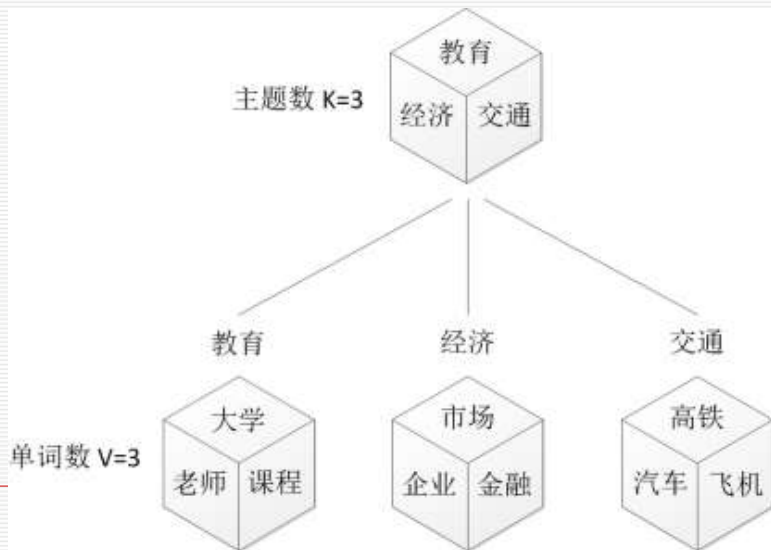 教育
主题数 K=3
经济 交通
教育 经济 交通
大学 市场 高铁
单词数 V=3
老师 课程 企业 金融 汽车 飞机